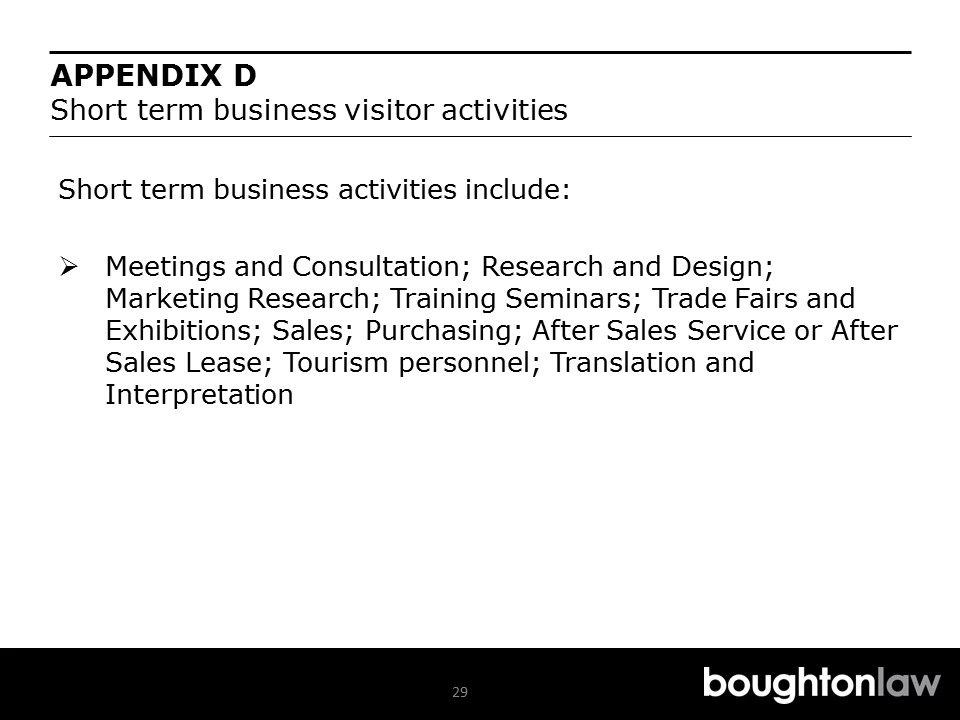 APPENDIX D
Short term business visitor activities
Short term business activities include:
➢ Meetings and Consultation; Research and Design;
Marketing Research; Training Seminars; Trade Fairs and
Exhibitions; Sales; Purchasing; After Sales Service or After
Sales Lease; Tourism personnel; Translation and
Interpretation
29
boughtonlaw